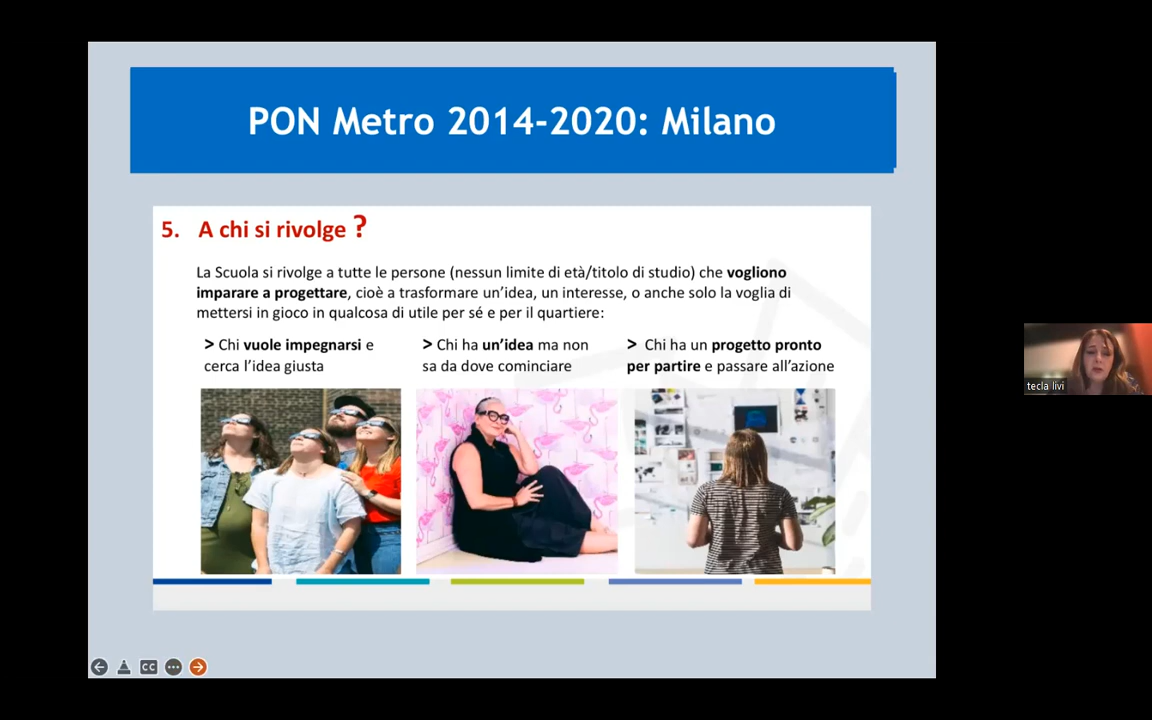 PON Metro 2014-2020: Milano
5. A chi si rivolge ?
La Scuola si rivolge a tutte le persone (nessun limite di età/titolo di studio) che vogliono
imparare a progettare, cioè a trasformare un’idea, un interesse, o anche solo la voglia di
mettersi in gioco in qualcosa di utile per sé e per il quartiere:
> Chi vuole impegnarsi e
cerca l’idea giusta
> Chi ha un’idea ma non
sa da dove cominciare
> Chi ha un progetto pronto
per partire e passare all’azione
tecla livi
CC